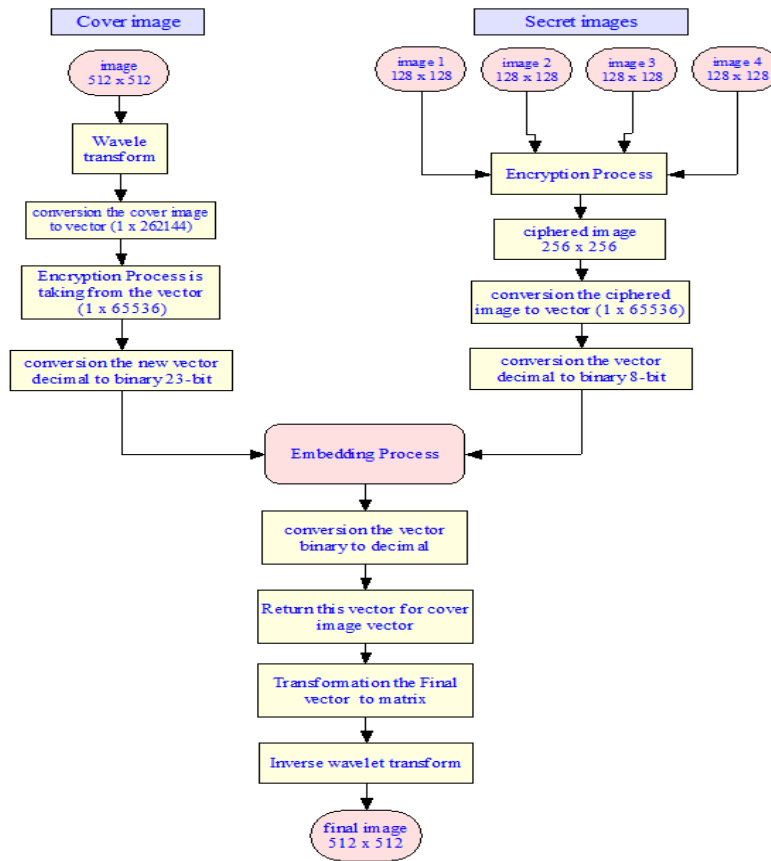 Cover image
image
512 x 512
Wavele
transform
conversion the cover image
to vector (1 x 262144)
Encryption Process is
taking from the vector
(1 x 65536)
conversion the new vector
decimal to binary 23-bit
Secret images
image 1
128 x 128
image 2
128 x 128
image 3
128 x 128
image 4
128 x 128
Encryption Process
ciphered image
256 x 256
conversion the ciphered
image to vector (1 x 65536)
conversion the vector
decimal to binary 8-bit
Embedding Process
conversion the vector
binary to decimal
Return this vector for cover
image vector
Transformation the Final
vector to matrix
Inverse wavelet transform
final image
512 x 512